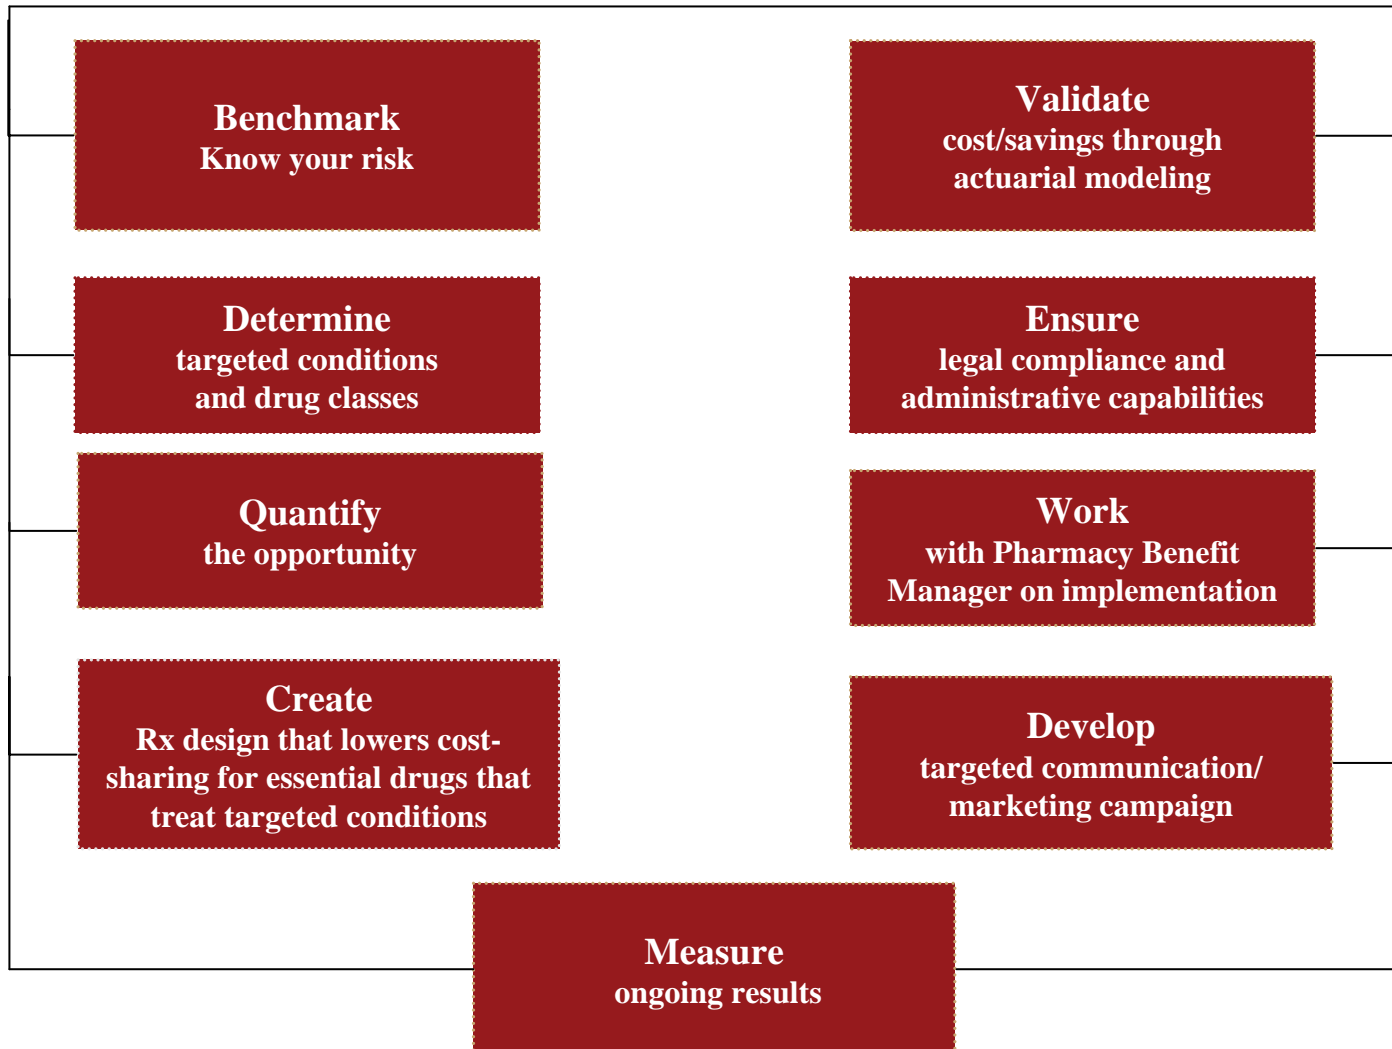 Benchmark
Know your risk
Determine
targeted conditions
and drug classes
Quantify
the opportunity
Create
Rx design that lowers cost-
sharing for essential drugs that
treat targeted conditions
Validate
cost/savings through
actuarial modeling
Ensure
legal compliance and
administrative capabilities
Work
with Pharmacy Benefit
Manager on implementation
Develop
targeted communication/
marketing campaign
Measure
ongoing results